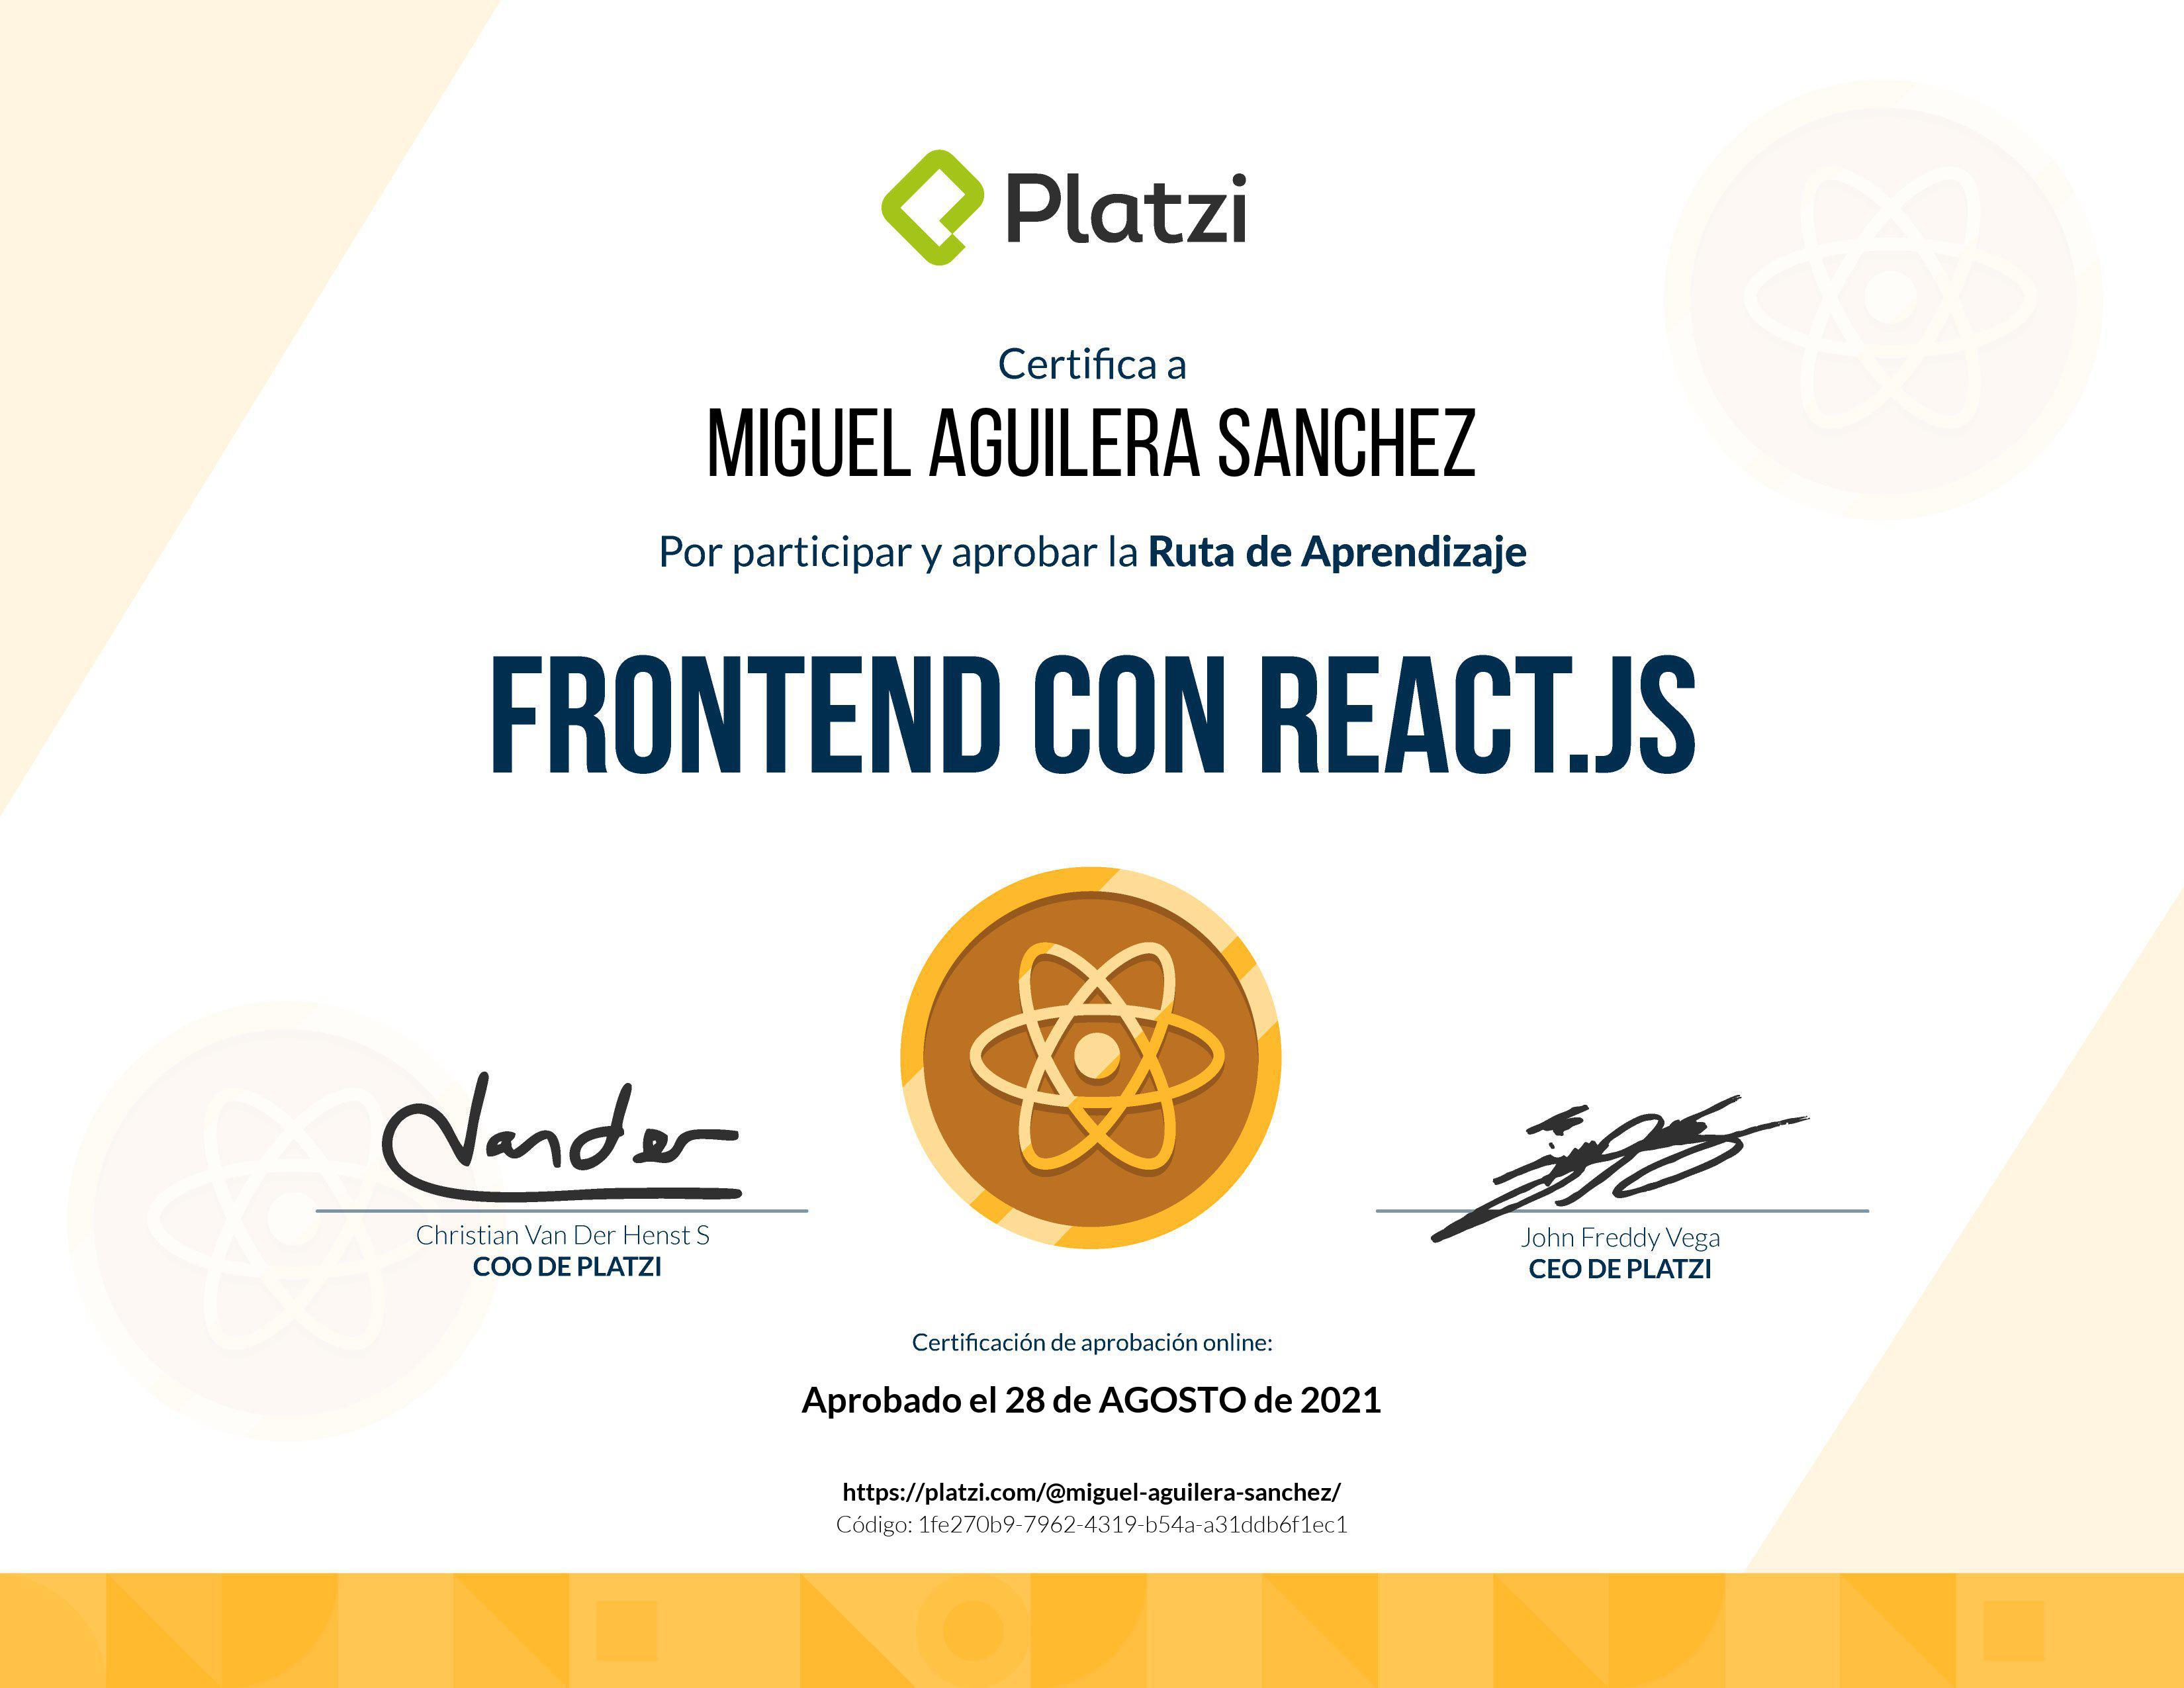 Platzi
Certifica a
MIGUEL AGUILERA SANCHEZ
Por participar y aprobar la Ruta de Aprendizaje
FRONTEND CON REACT.JS
Vander
Christian Van Der Henst S
COO DE PLATZI
John Freddy Vega
CEO DE PLATZI
Certificación de aprobación online:
Aprobado el 28 de AGOSTO de 2021
https://platzi.com/@miguel-aguilera-sanchez/
Código: 1fe270b9-7962-4319-b54a-a31ddb6f1ec1